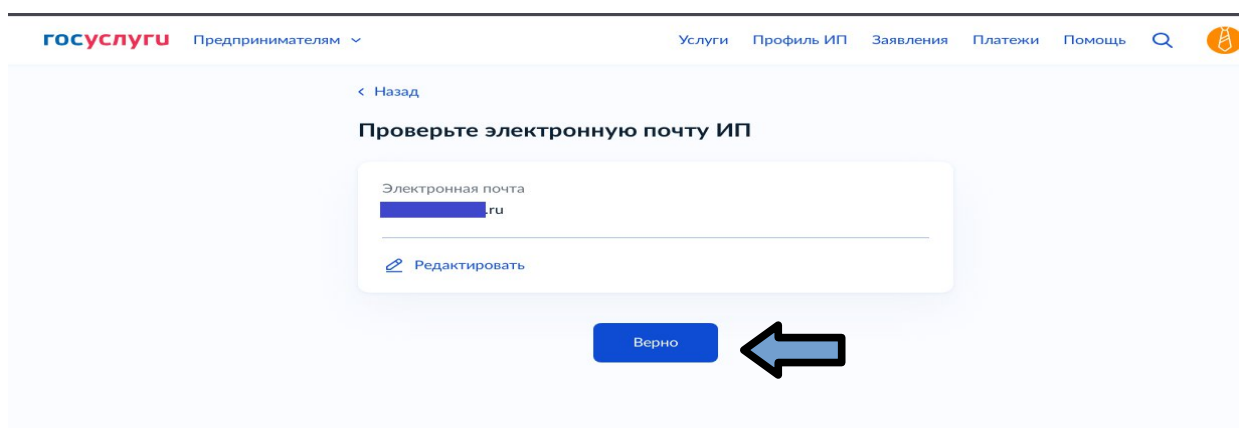 госуслуги Предпринимателям Услуги Профиль ИП Заявления Платежи Помощь
Назад
Проверьте электронную почту ИП
Электронная почта
.ru
Редактировать
Верно